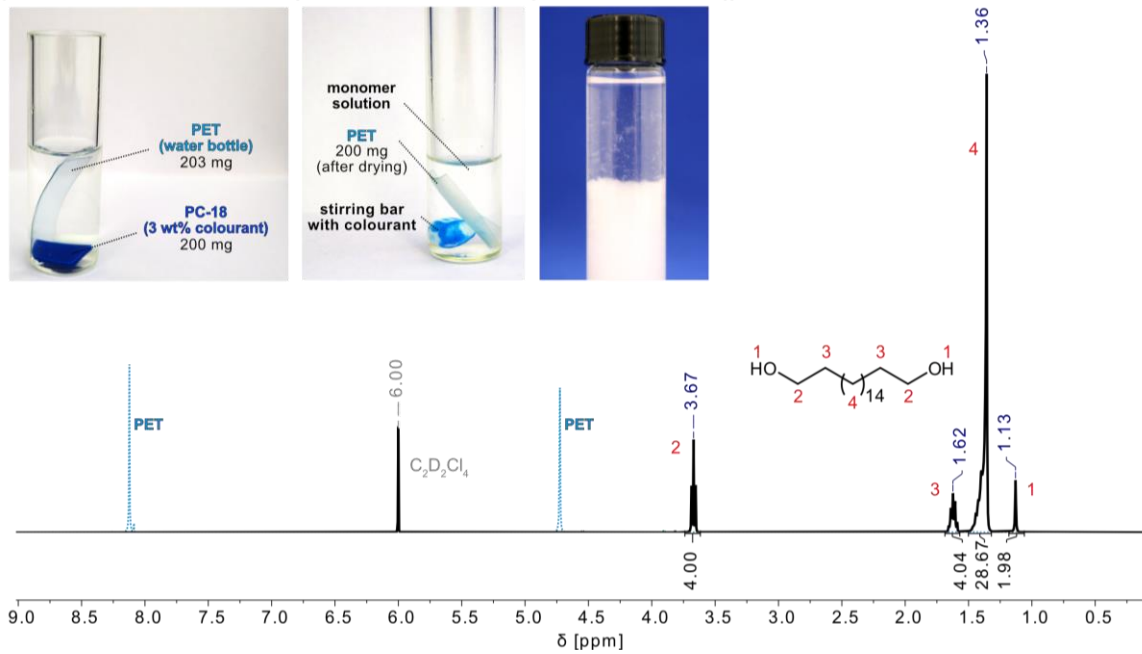 PET
(water bottle)
203 mg
PC-18
(3 wt% colourant)
200 mg
monomer
solution
PET
200 mg
(after drying)
stirring bar
with colourant
1.36
4
1 3 3 1
HO OH
2 ( )14 2
4
6.00
PET
C2D2Cl4
PET
3.67
2
1.62
3
1.13
1
4.00
4.04
28.67
1.98
9.0 8.5 8.0 7.5 7.0 6.5 6.0 5.5 5.0 4.5 4.0 3.5 3.0 2.5 2.0 1.5 1.0 0.5
δ [ppm]